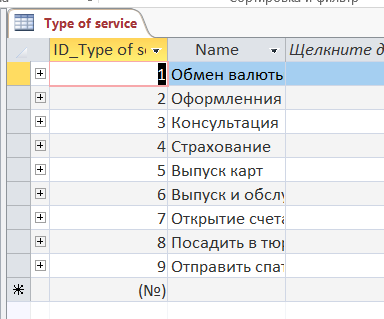 Сортировка и фильтр
Type of service
ID_Type of se Name Щелкните д
1 Обмен валюты
2 Оформленния
3 Консультация
4 Страхование
5 Выпуск карт
6 Выпуск и обслу
7 Открытие счета
8 Посадить в тюр
9 Отправить спат
(№)